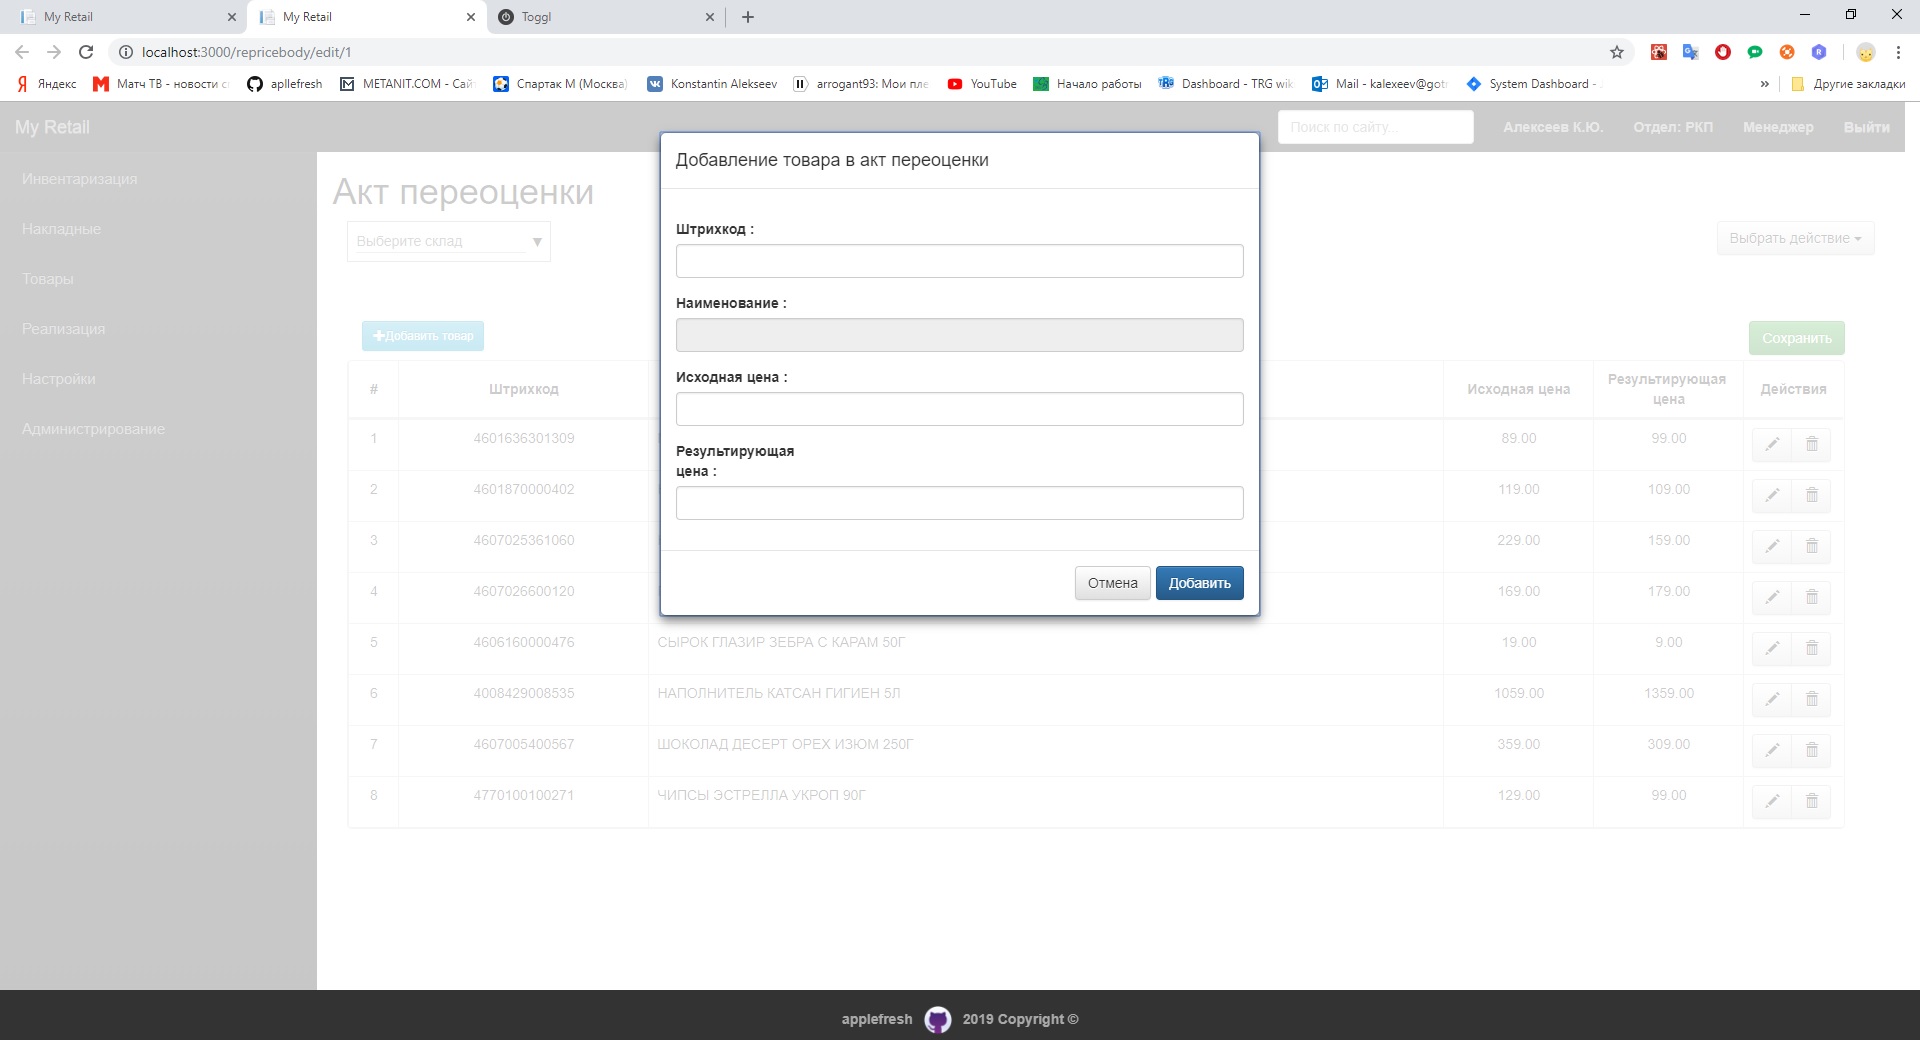 My Retail
My Retail
Toggl
localhost:3000/repricebody/edit/1
Яндекс
Матч ТВ - новости с
apllefresh
METANIT.COM - Сай
Спартак М (Москва)
Konstantin Alekseev
arrogant93: Мои пле
YouTube
Начало работы
Dashboard - TRG wik
Mail - kalexeev@got
System Dashboard -
»
Другие закладки
My Retail
Поиск по сайту...
Алексеев К.Ю.
Отдел: РКП
Менеджер
Выйти
Инвентаризация
Накладные
Товары
Реализация
Настройки
Администрирование
Акт переоценки
Выберите склад
Выбрать действие
Добавить товар
Сохранить
Добавление товара в акт переоценки
Штрихкод :
Наименование :
Исходная цена :
Результирующая
цена :
Отмена
Добавить
# Штрихкод Исходная цена Результирующая цена Действия
1 4601636301309 89.00 99.00
2 4601870000402 119.00 109.00
3 4607025361060 229.00 159.00
4 4607026600120 169.00 179.00
5 4606160000476 СЫРОК ГЛАЗИР ЗЕБРА С КАРАМ 50Г 19.00 9.00
6 4008429008535 НАПОЛНИТЕЛЬ КАТСАН ГИГИЕН 5Л 1059.00 1359.00
7 4607005400567 ШОКОЛАД ДЕСЕРТ ОРЕХ ИЗЮМ 250Г 359.00 309.00
8 4770100100271 ЧИПСЫ ЭСТРЕЛЛА УКРОП 90Г 129.00 99.00
applefresh 2019 Copyright ©